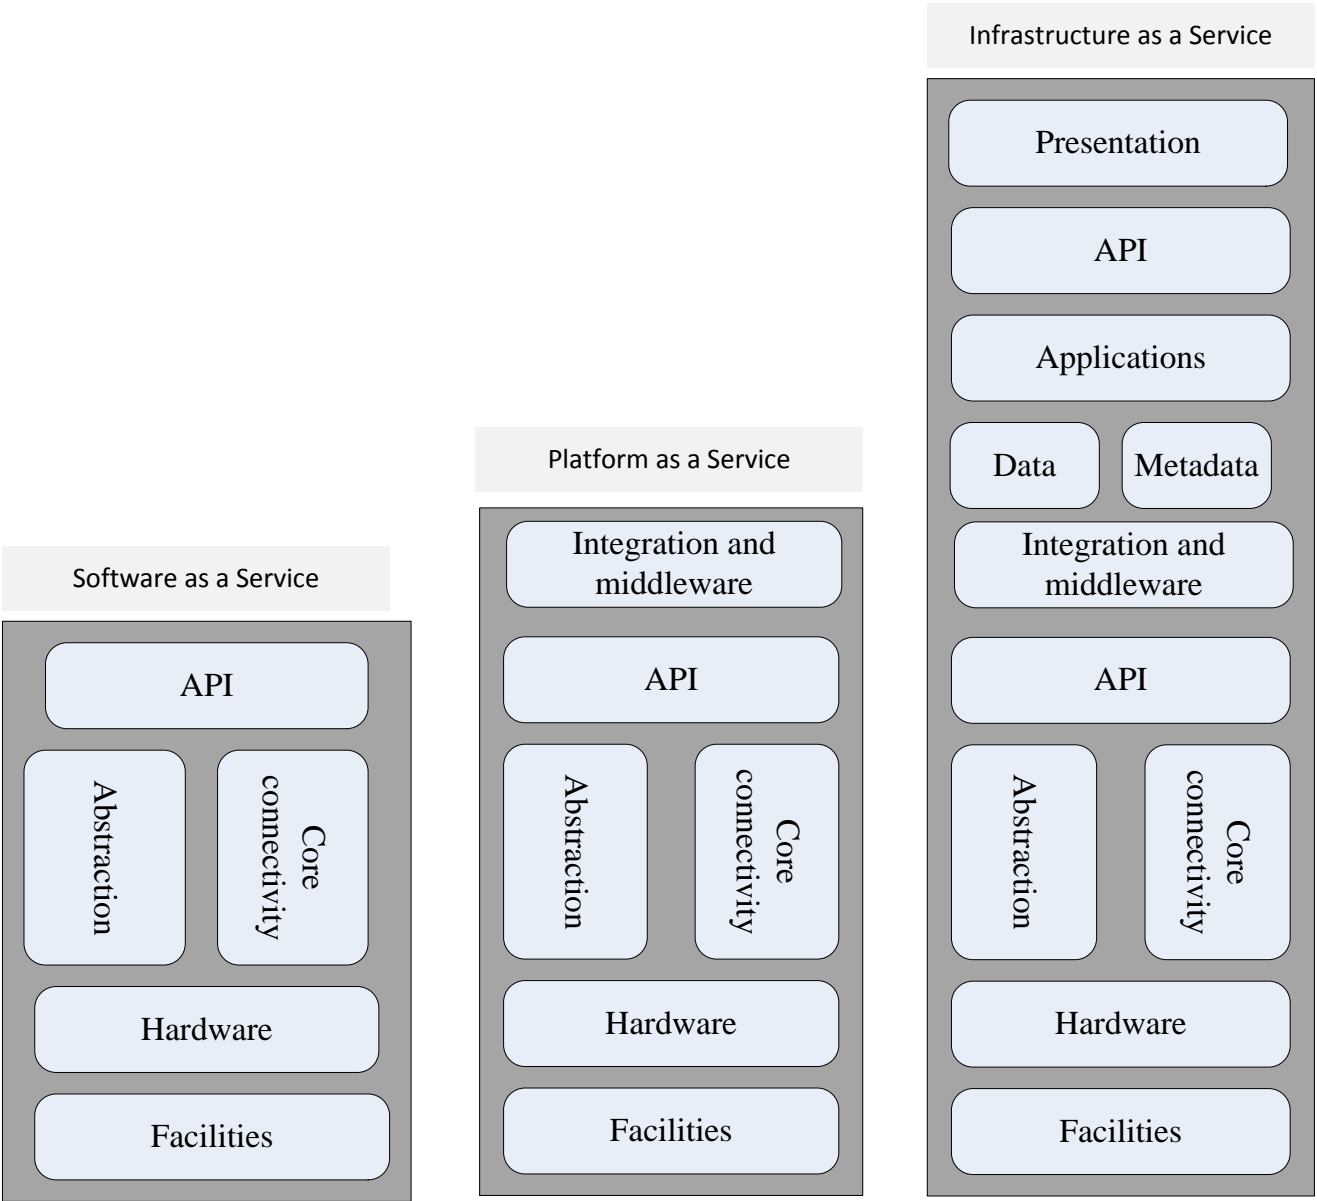 Software as a Service
API
Abstraction
Core
connectivity
Hardware
Facilities
Platform as a Service
Integration and
middleware
API
Abstraction
Core
connectivity
Hardware
Facilities
Infrastructure as a Service
Presentation
API
Applications
Data
Metadata
Integration and
middleware
API
Abstraction
Core
connectivity
Hardware
Facilities